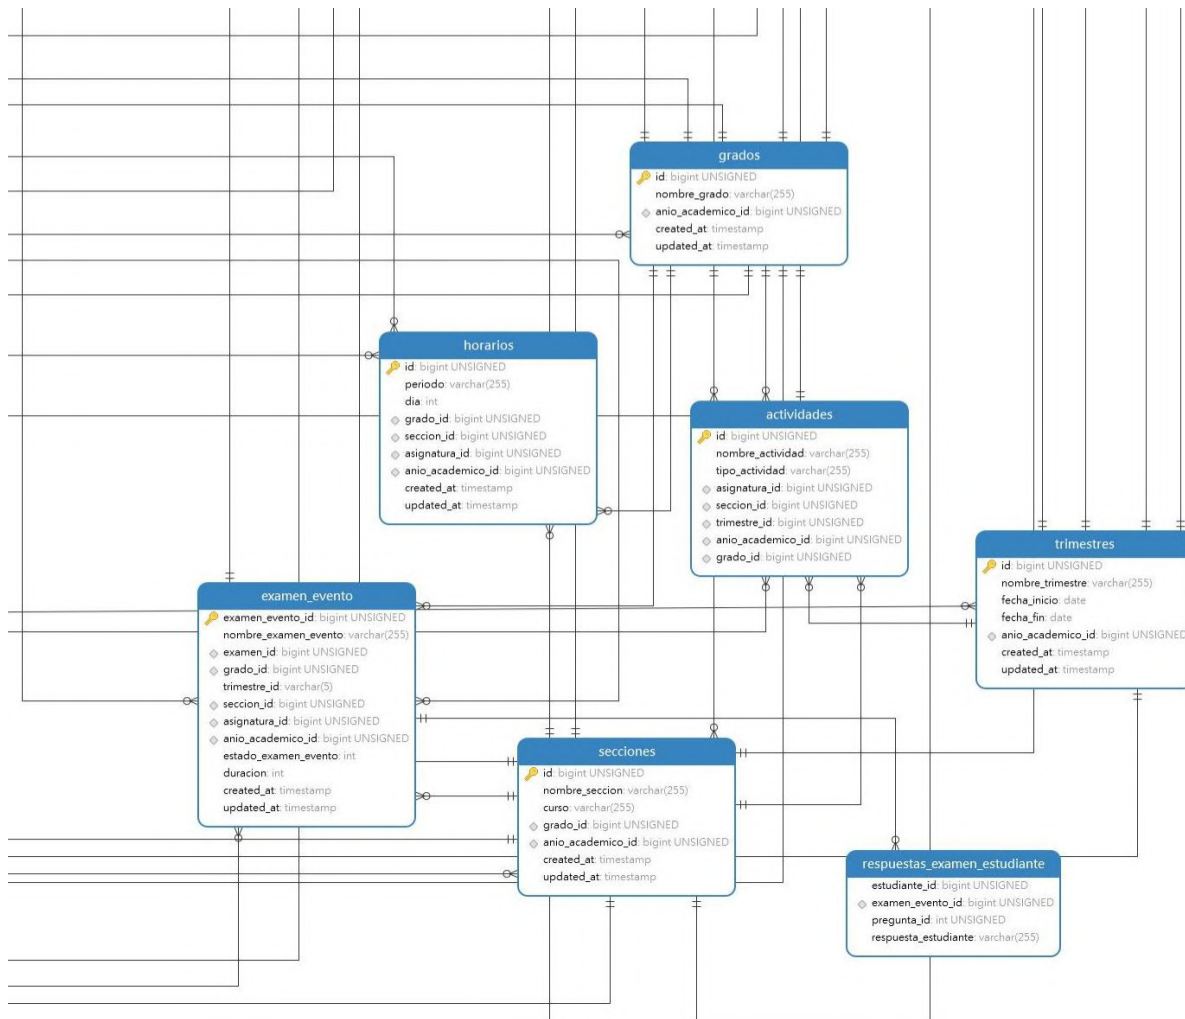 grados
id: bigint UNSIGNED
nombre_grado: varchar(255)
anio_academico_id: bigint UNSIGNED
created_at: timestamp
updated_at: timestamp
horarios
id: bigint UNSIGNED
periodo: varchar(255)
dia: int
grado_id: bigint UNSIGNED
seccion_id: bigint UNSIGNED
asignatura_id: bigint UNSIGNED
anio_academico_id: bigint UNSIGNED
created_at: timestamp
updated_at: timestamp
actividades
id: bigint UNSIGNED
nombre_actividad: varchar(255)
tipo_actividad: varchar(255)
asignatura_id: bigint UNSIGNED
seccion_id: bigint UNSIGNED
trimestre_id: bigint UNSIGNED
anio_academico_id: bigint UNSIGNED
grado_id: bigint UNSIGNED
trimestres
id: bigint UNSIGNED
nombre_trimestre: varchar(255)
fecha_inicio: date
fecha_fin: date
anio_academico_id: bigint UNSIGNED
created_at: timestamp
updated_at: timestamp
examen_evento
examen_evento_id: bigint UNSIGNED
nombre_examen_evento: varchar(255)
examen_id: bigint UNSIGNED
grado_id: bigint UNSIGNED
trimestre_id: varchar(5)
seccion_id: bigint UNSIGNED
asignatura_id: bigint UNSIGNED
anio_academico_id: bigint UNSIGNED
estado_examen_evento: int
duracion: int
created_at: timestamp
updated_at: timestamp
secciones
id: bigint UNSIGNED
nombre_seccion: varchar(255)
curso: varchar(255)
grado_id: bigint UNSIGNED
anio_academico_id: bigint UNSIGNED
created_at: timestamp
updated_at: timestamp
respuestas_examen_estudiante
estudiante_id: bigint UNSIGNED
examen_evento_id: bigint UNSIGNED
pregunta_id: int UNSIGNED
respuesta_estudiante: varchar(255)